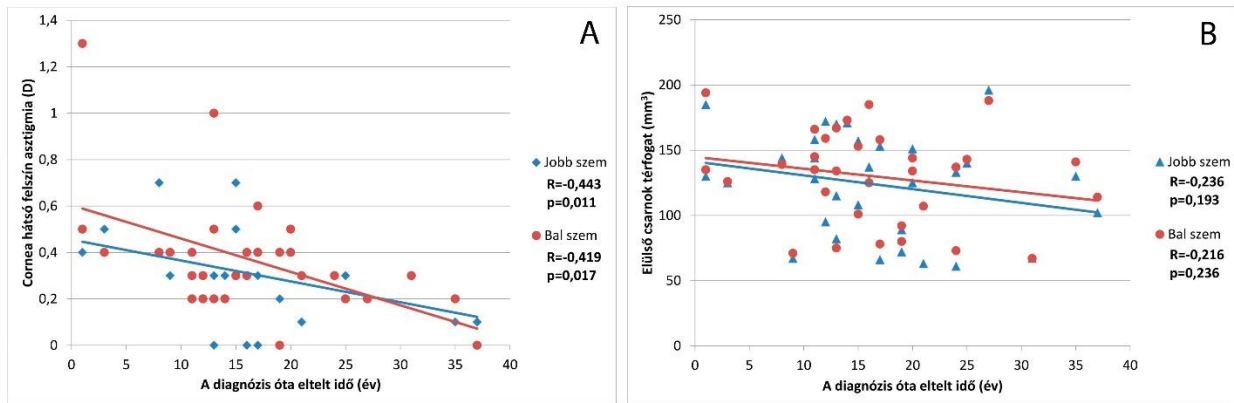 A
Cornea hátsó felszín asztigmia (D)
1,4
1,2
1
0,8
0,6
0,4
0,2
0
0 5 10 15 20 25 30 35 40
A diagnózis óta eltelt idő (év)
Jobb szem
R=-0,443
p=0,011
Bal szem
R=-0,419
p=0,017
B
Elülső csarnok térfogat (mm³)
250
200
150
100
50
0
0 5 10 15 20 25 30 35 40
A diagnózis óta eltelt idő (év)
Jobb szem
R=-0,236
p=0,193
Bal szem
R=-0,216
p=0,236